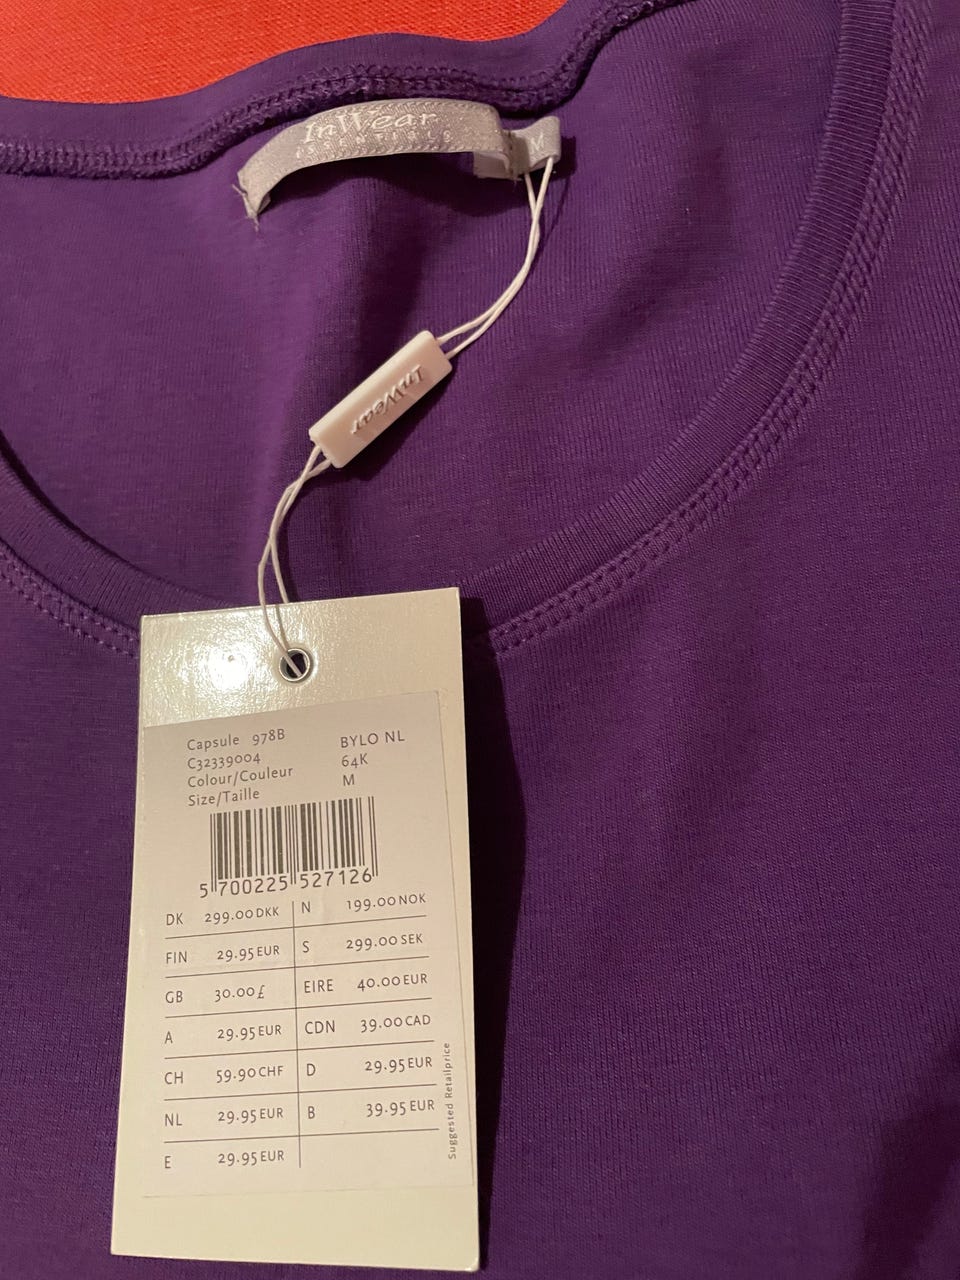 InWear
ESSENTIALS
M
InWear
Capsule 978B BYLO NL
C32339004 64K
Colour/Couleur M
Size/Taille
5 700225 527126
DK 299.00 DKK N 199.00 NOK
FIN 29.95 EUR S 299.00 SEK
GB 30.00 £ EIRE 40.00 EUR
A 29.95 EUR CDN 39.00 CAD
CH 59.90 CHF D 29.95 EUR
NL 29.95 EUR B 39.95 EUR
E 29.95 EUR
Suggested Retailprice